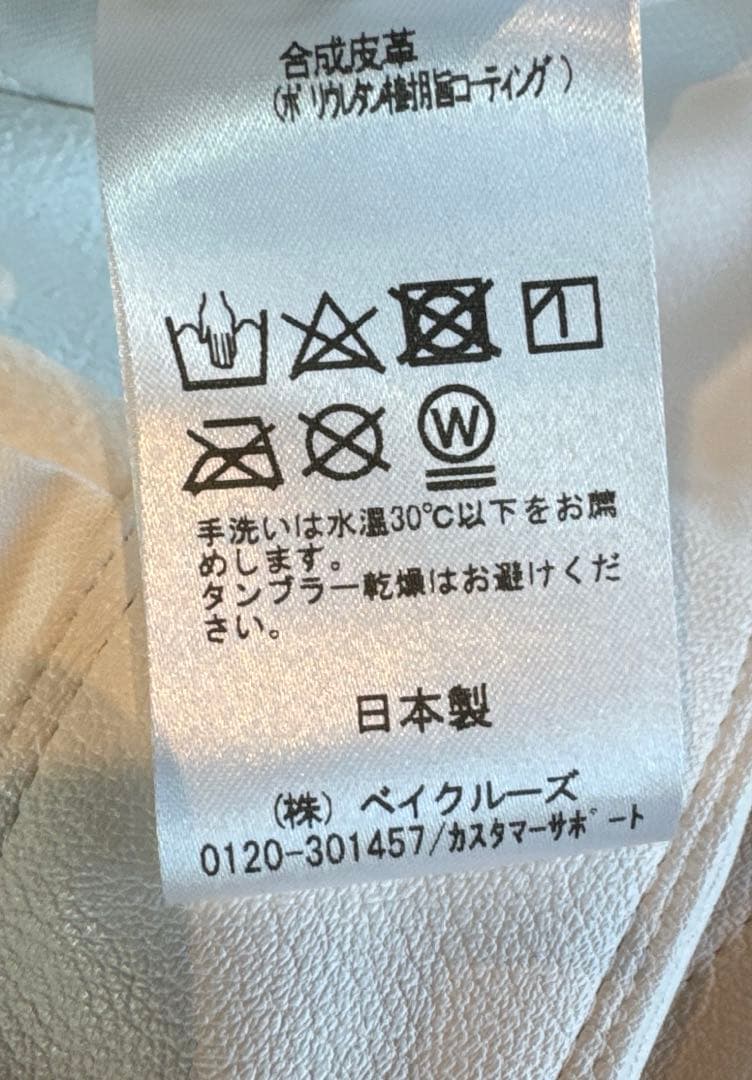 合成皮革
(ポリウレタン樹脂コーティング)
W
手洗いは水温30℃以下をお薦
めします。
タンブラー乾燥はお避けくだ
さい。
日本製
(株) ベイクルーズ
0120-301457/カスタマーサポート